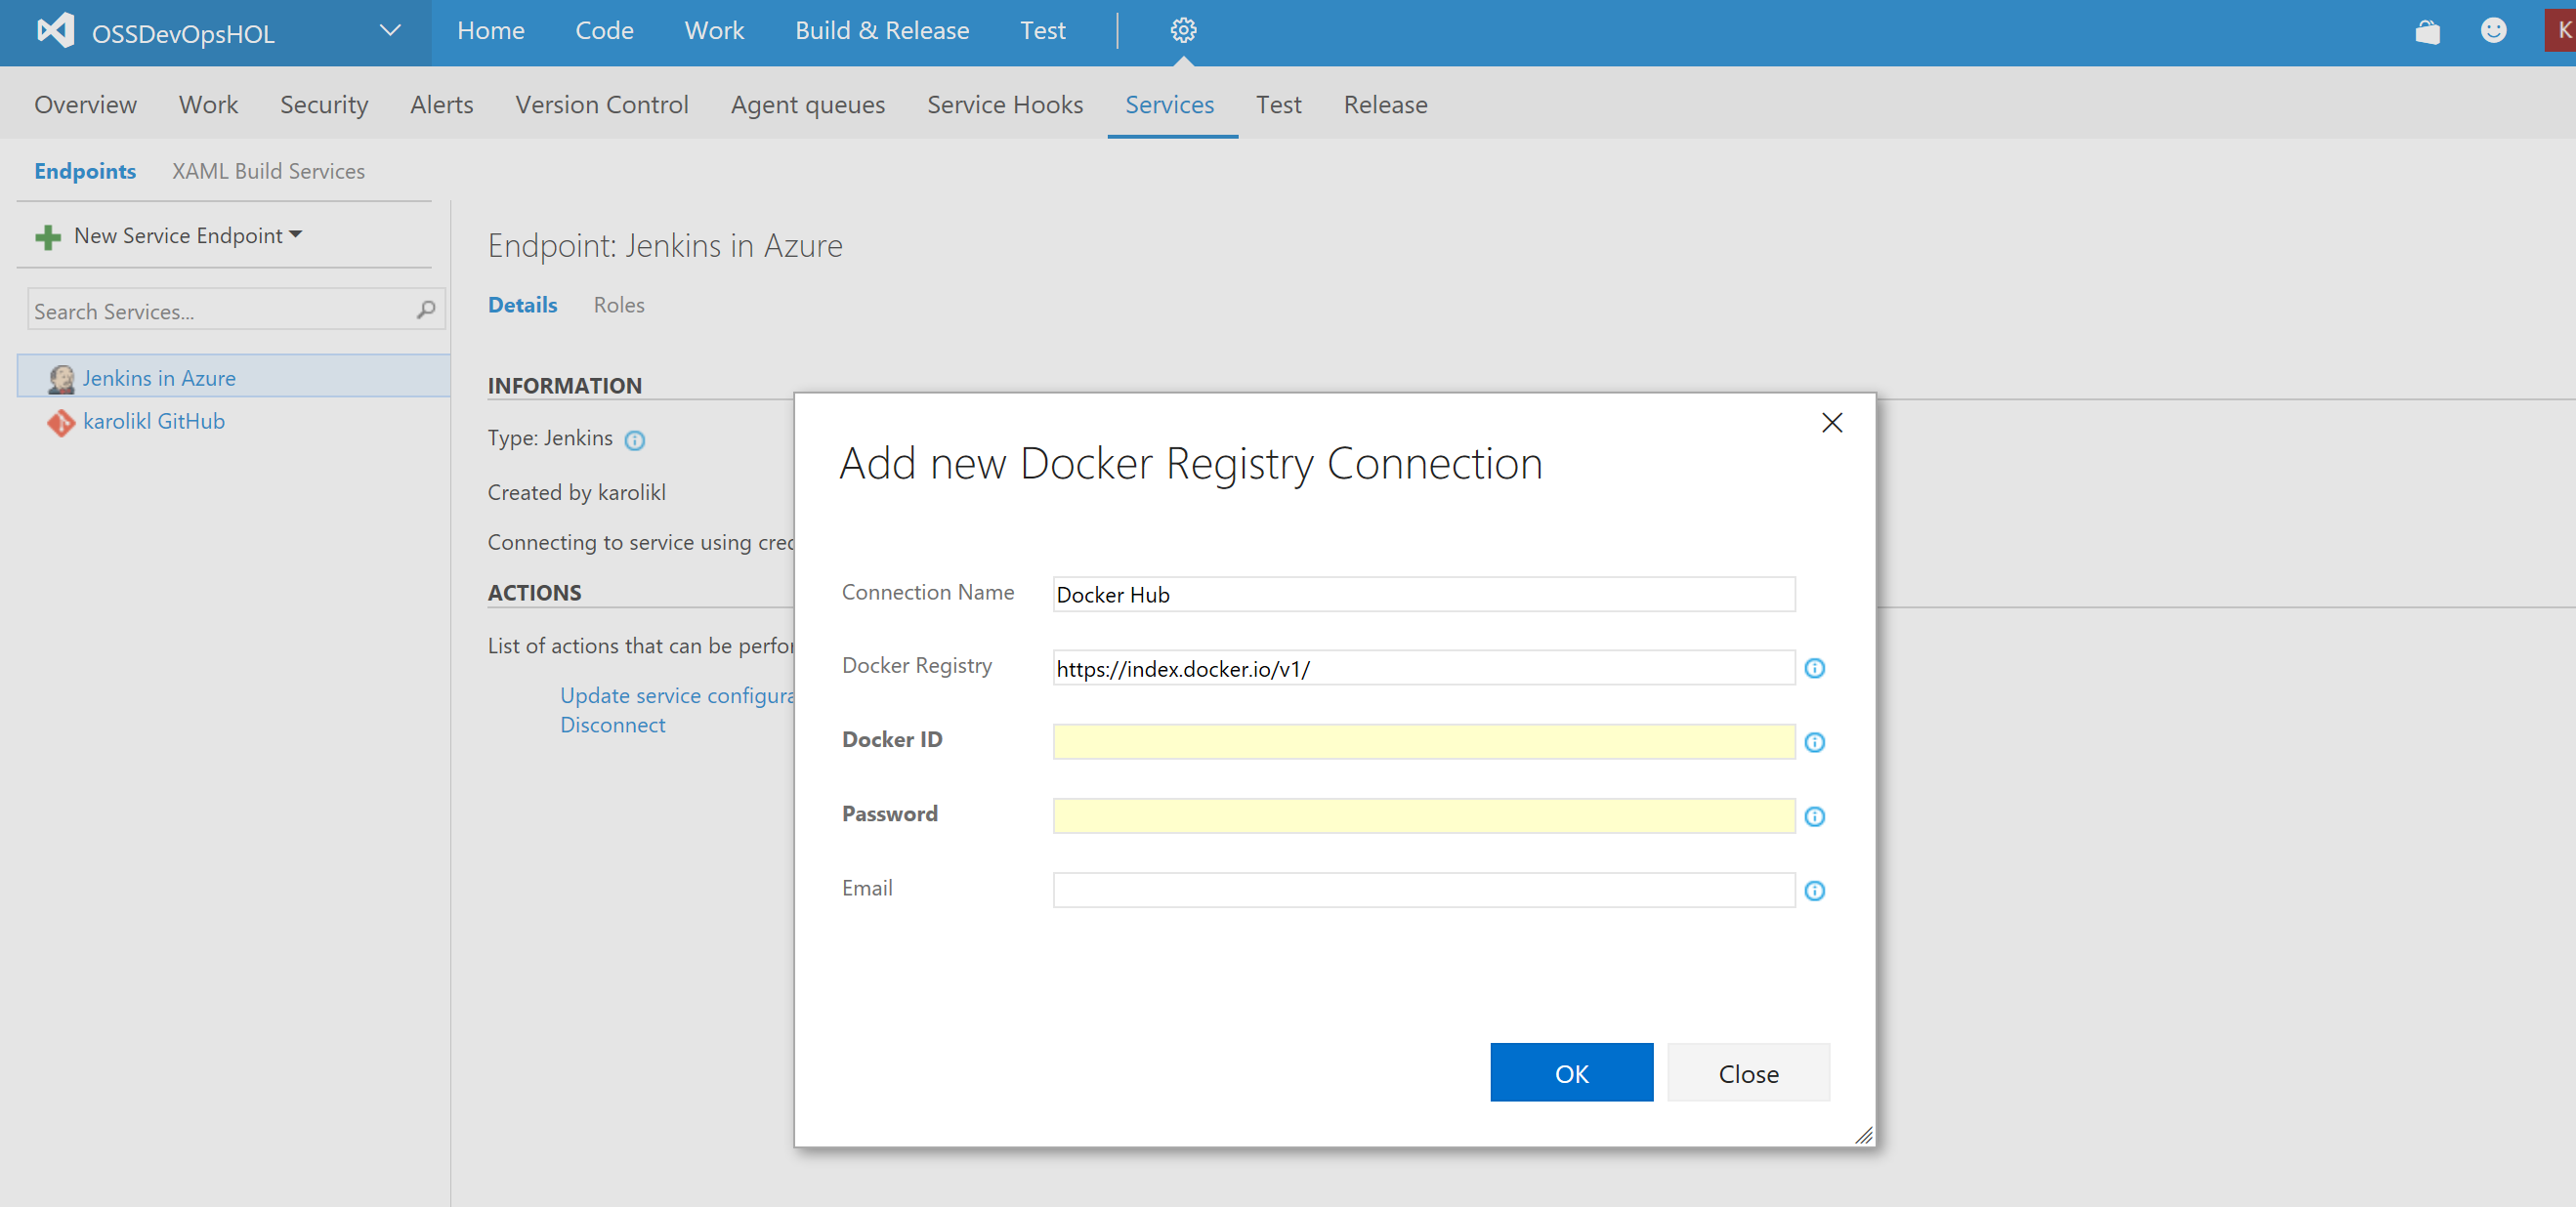 OSSDevOpsHOL Home Code Work Build & Release Test K
Overview Work Security Alerts Version Control Agent queues Service Hooks Services Test Release
Endpoints XAML Build Services
New Service Endpoint
Search Services...
Jenkins in Azure
karolikl GitHub
Endpoint: Jenkins in Azure
Details Roles
INFORMATION
Type: Jenkins
Created by karolikl
Connecting to service using cred
ACTIONS
List of actions that can be perfor
Update service configura
Disconnect
Add new Docker Registry Connection
Connection Name Docker Hub
Docker Registry https://index.docker.io/v1/
Docker ID
Password
Email
OK Close